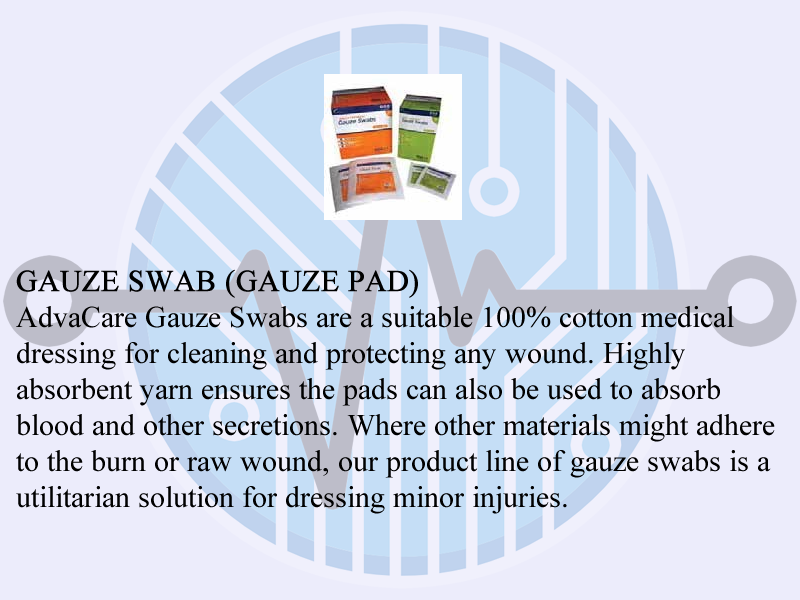 Gauze Swabs
Gauze Swabs
GAUZE SWAB (GAUZE PAD)
AdvaCare Gauze Swabs are a suitable 100% cotton medical
dressing for cleaning and protecting any wound. Highly
absorbent yarn ensures the pads can also be used to absorb
blood and other secretions. Where other materials might adhere
to the burn or raw wound, our product line of gauze swabs is a
utilitarian solution for dressing minor injuries.